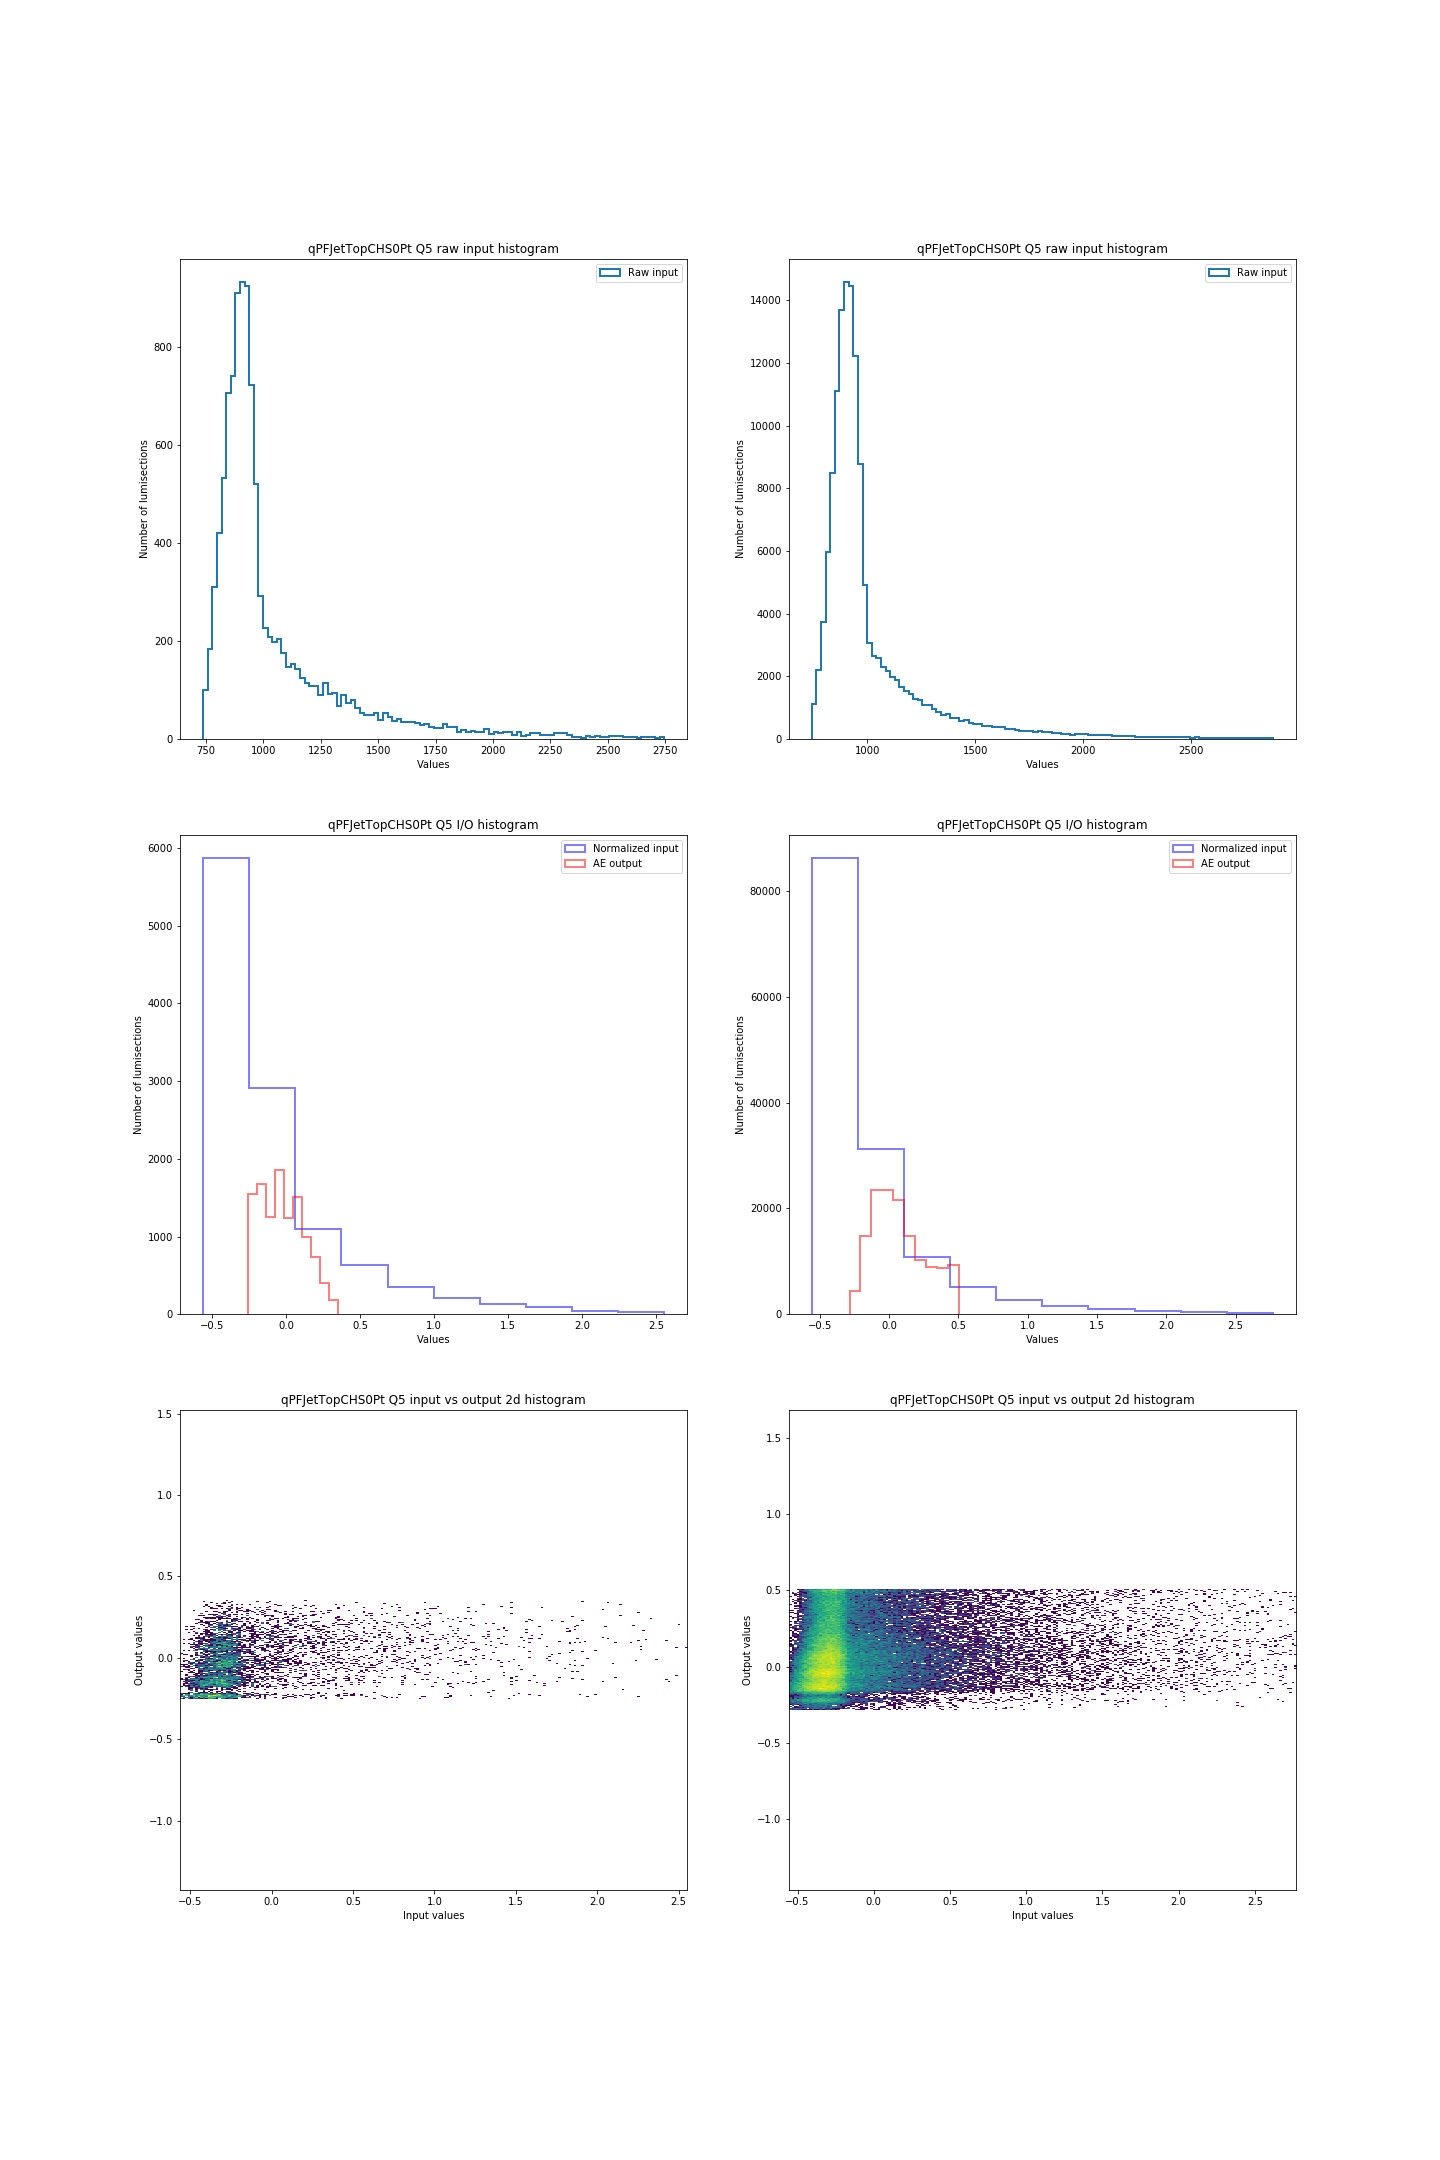 qPFJetTopCHS0Pt Q5 raw input histogram
Raw input
Number of lumisections
800
600
400
200
0
750 1000 1250 1500 1750 2000 2250 2500 2750
Values
qPFJetTopCHS0Pt Q5 raw input histogram
Raw input
Number of lumisections
14000
12000
10000
8000
6000
4000
2000
0
1000 1500 2000 2500
Values
qPFJetTopCHS0Pt Q5 I/O histogram
Normalized input
AE output
Number of lumisections
6000
5000
4000
3000
2000
1000
0
−0.5 0.0 0.5 1.0 1.5 2.0 2.5
Values
qPFJetTopCHS0Pt Q5 I/O histogram
Normalized input
AE output
Number of lumisections
80000
60000
40000
20000
0
−0.5 0.0 0.5 1.0 1.5 2.0 2.5
Values
qPFJetTopCHS0Pt Q5 input vs output 2d histogram
Output values
1.5
1.0
0.5
0.0
−0.5
−1.0
−0.5 0.0 0.5 1.0 1.5 2.0 2.5
Input values
qPFJetTopCHS0Pt Q5 input vs output 2d histogram
Output values
1.5
1.0
0.5
0.0
−0.5
−1.0
−0.5 0.0 0.5 1.0 1.5 2.0 2.5
Input values